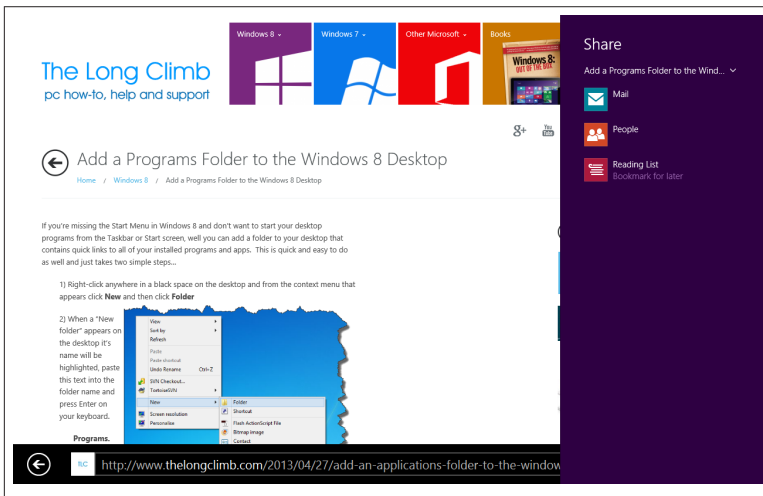 Windows 8
Windows 7
Other Microsoft
Books
Windows 8:
OUT OF THE BOX
The Long Climb
pc how-to, help and support
8+
You
Tube
Add a Programs Folder to the Windows 8 Desktop
Home / Windows 8 / Add a Programs Folder to the Windows 8 Desktop
If you're missing the Start Menu in Windows 8 and don't want to start your desktop
programs from the Taskbar or Start screen, well you can add a folder to your desktop that
contains quick links to all of your installed programs and apps. This is quick and easy to do
as well and just takes two simple steps...
1) Right-click anywhere in a black space on the desktop and from the context menu that
appears click New and then click Folder
2) When a "New
folder" appears on
the desktop it's
name will be
highlighted, paste
this text into the
folder name and
press Enter on
your keyboard.
Programs.
View
Sort by
Refresh
Paste
Paste shortcut
Undo Rename Ctrl+Z
SVN Checkout...
TortoiseSVN
New
Screen resolution
Personalise
Folder
Shortcut
Flash ActionScript File
Bitmap image
Contact
TLC
http://www.thelongclimb.com/2013/04/27/add-an-applications-folder-to-the-window
Share
Add a Programs Folder to the Wind...
Mail
People
Reading List
Bookmark for later